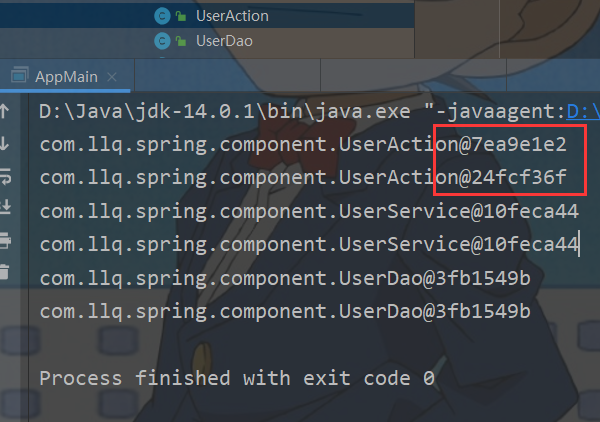 UserAction
UserDao
AppMain
D:\Java\jdk-14.0.1\bin\java.exe "-javaagent:D:\
com.llq.spring.component.UserAction@7ea9e1e2
com.llq.spring.component.UserAction@24fcf36f
com.llq.spring.component.UserService@10feca44
com.llq.spring.component.UserService@10feca44
com.llq.spring.component.UserDao@3fb1549b
com.llq.spring.component.UserDao@3fb1549b
Process finished with exit code 0